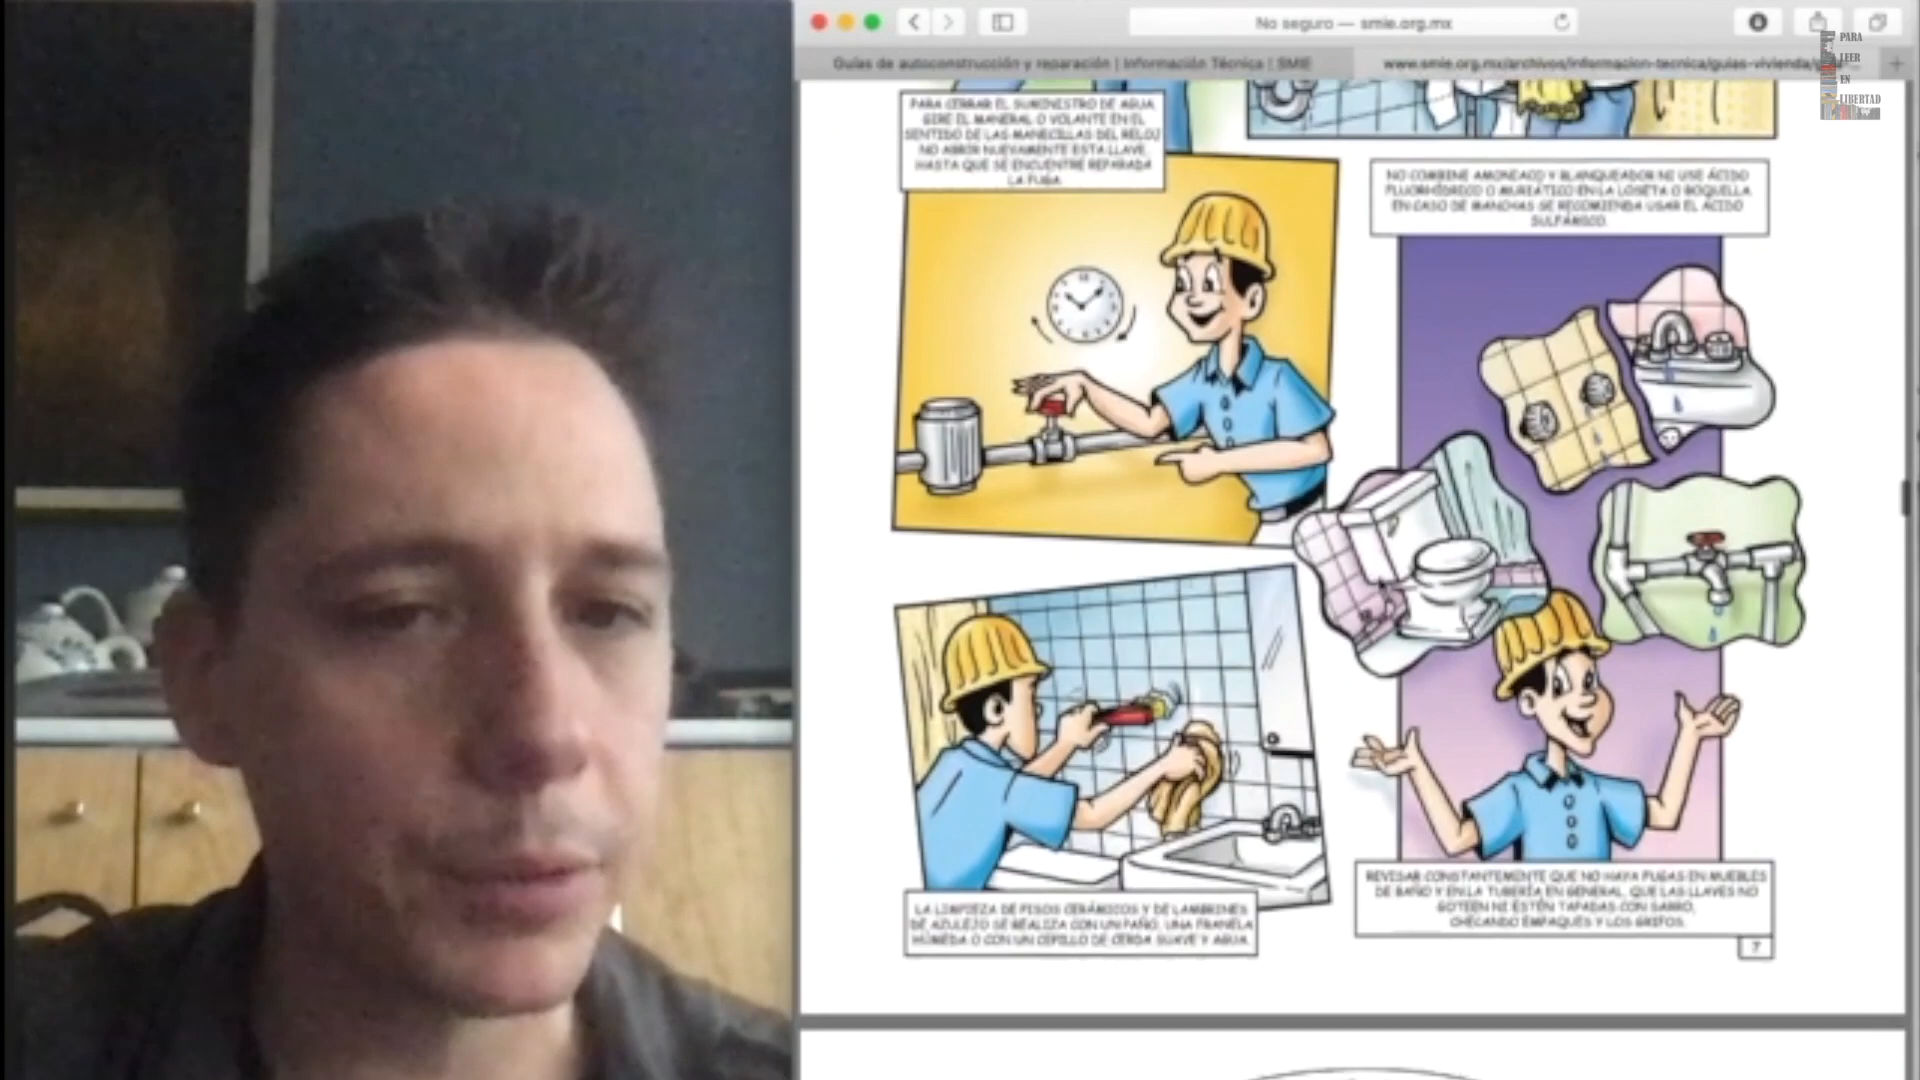 No seguro — smie.org.mx
Guías de autoconstrucción y reparación | Información Técnica | SMIE
www.smie.org.mx/archivos/informacion-tecnica/guias-vivienda/
PARA
LEER
EN
LIBERTAD
PARA CERRAR EL SUMINISTRO DE AGUA
GIRE EL MANERAL O VOLANTE EN EL
SENTIDO DE LAS MANECILLAS DEL RELOJ
NO ABRIR NUEVAMENTE ESTA LLAVE
HASTA QUE SE ENCUENTRE REPARADA
LA FUGA
NO COMBINE AMONIACO Y BLANQUEADOR NI USE ÁCIDO
FLUORHÍDRICO O MURIÁTICO EN LA LOSETA O BOQUILLA
EN CASO DE MANCHAS SE RECOMIENDA USAR EL ÁCIDO
SULFÁMICO.
LA LIMPIEZA DE PISOS CERÁMICOS Y DE LAMBRINES
DE AZULEJO SE REALIZA CON UN PAÑO, UNA FRANELA
HÚMEDA O CON UN CEPILLO DE CERDA SUAVE Y AGUA.
REVISAR CONSTANTEMENTE QUE NO HAYA FUGAS EN MUEBLES
DE BAÑO Y EN LA TUBERÍA EN GENERAL, QUE LAS LLAVES NO
GOTEEN NI ESTÉN TAPADAS CON SARRO,
CHECANDO EMPAQUES Y LOS GRIFOS.
7